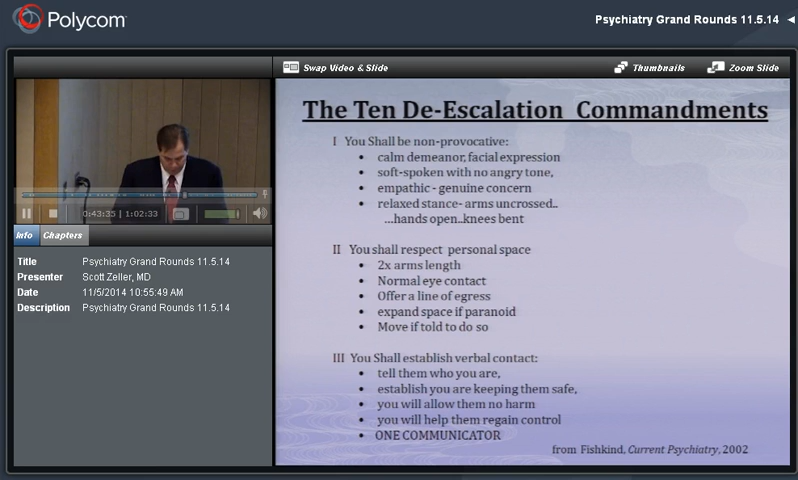 Polycom
Psychiatry Grand Rounds 11.5.14
Swap Video & Slide
Thumbnails
Zoom Slide
0:43:35 | 1:02:33
Info
Chapters
Title Psychiatry Grand Rounds 11.5.14
Presenter Scott Zeller, MD
Date 11/5/2014 10:55:49 AM
Description Psychiatry Grand Rounds 11.5.14
The Ten De-Escalation Commandments
I You Shall be non-provocative:
• calm demeanor, facial expression
• soft-spoken with no angry tone,
• empathic - genuine concern
• relaxed stance- arms uncrossed..
...hands open..knees bent
II You shall respect personal space
• 2x arms length
• Normal eye contact
• Offer a line of egress
• expand space if paranoid
• Move if told to do so
III You Shall establish verbal contact:
• tell them who you are,
• establish you are keeping them safe,
• you will allow them no harm
• you will help them regain control
• ONE COMMUNICATOR
from Fishkind, Current Psychiatry, 2002